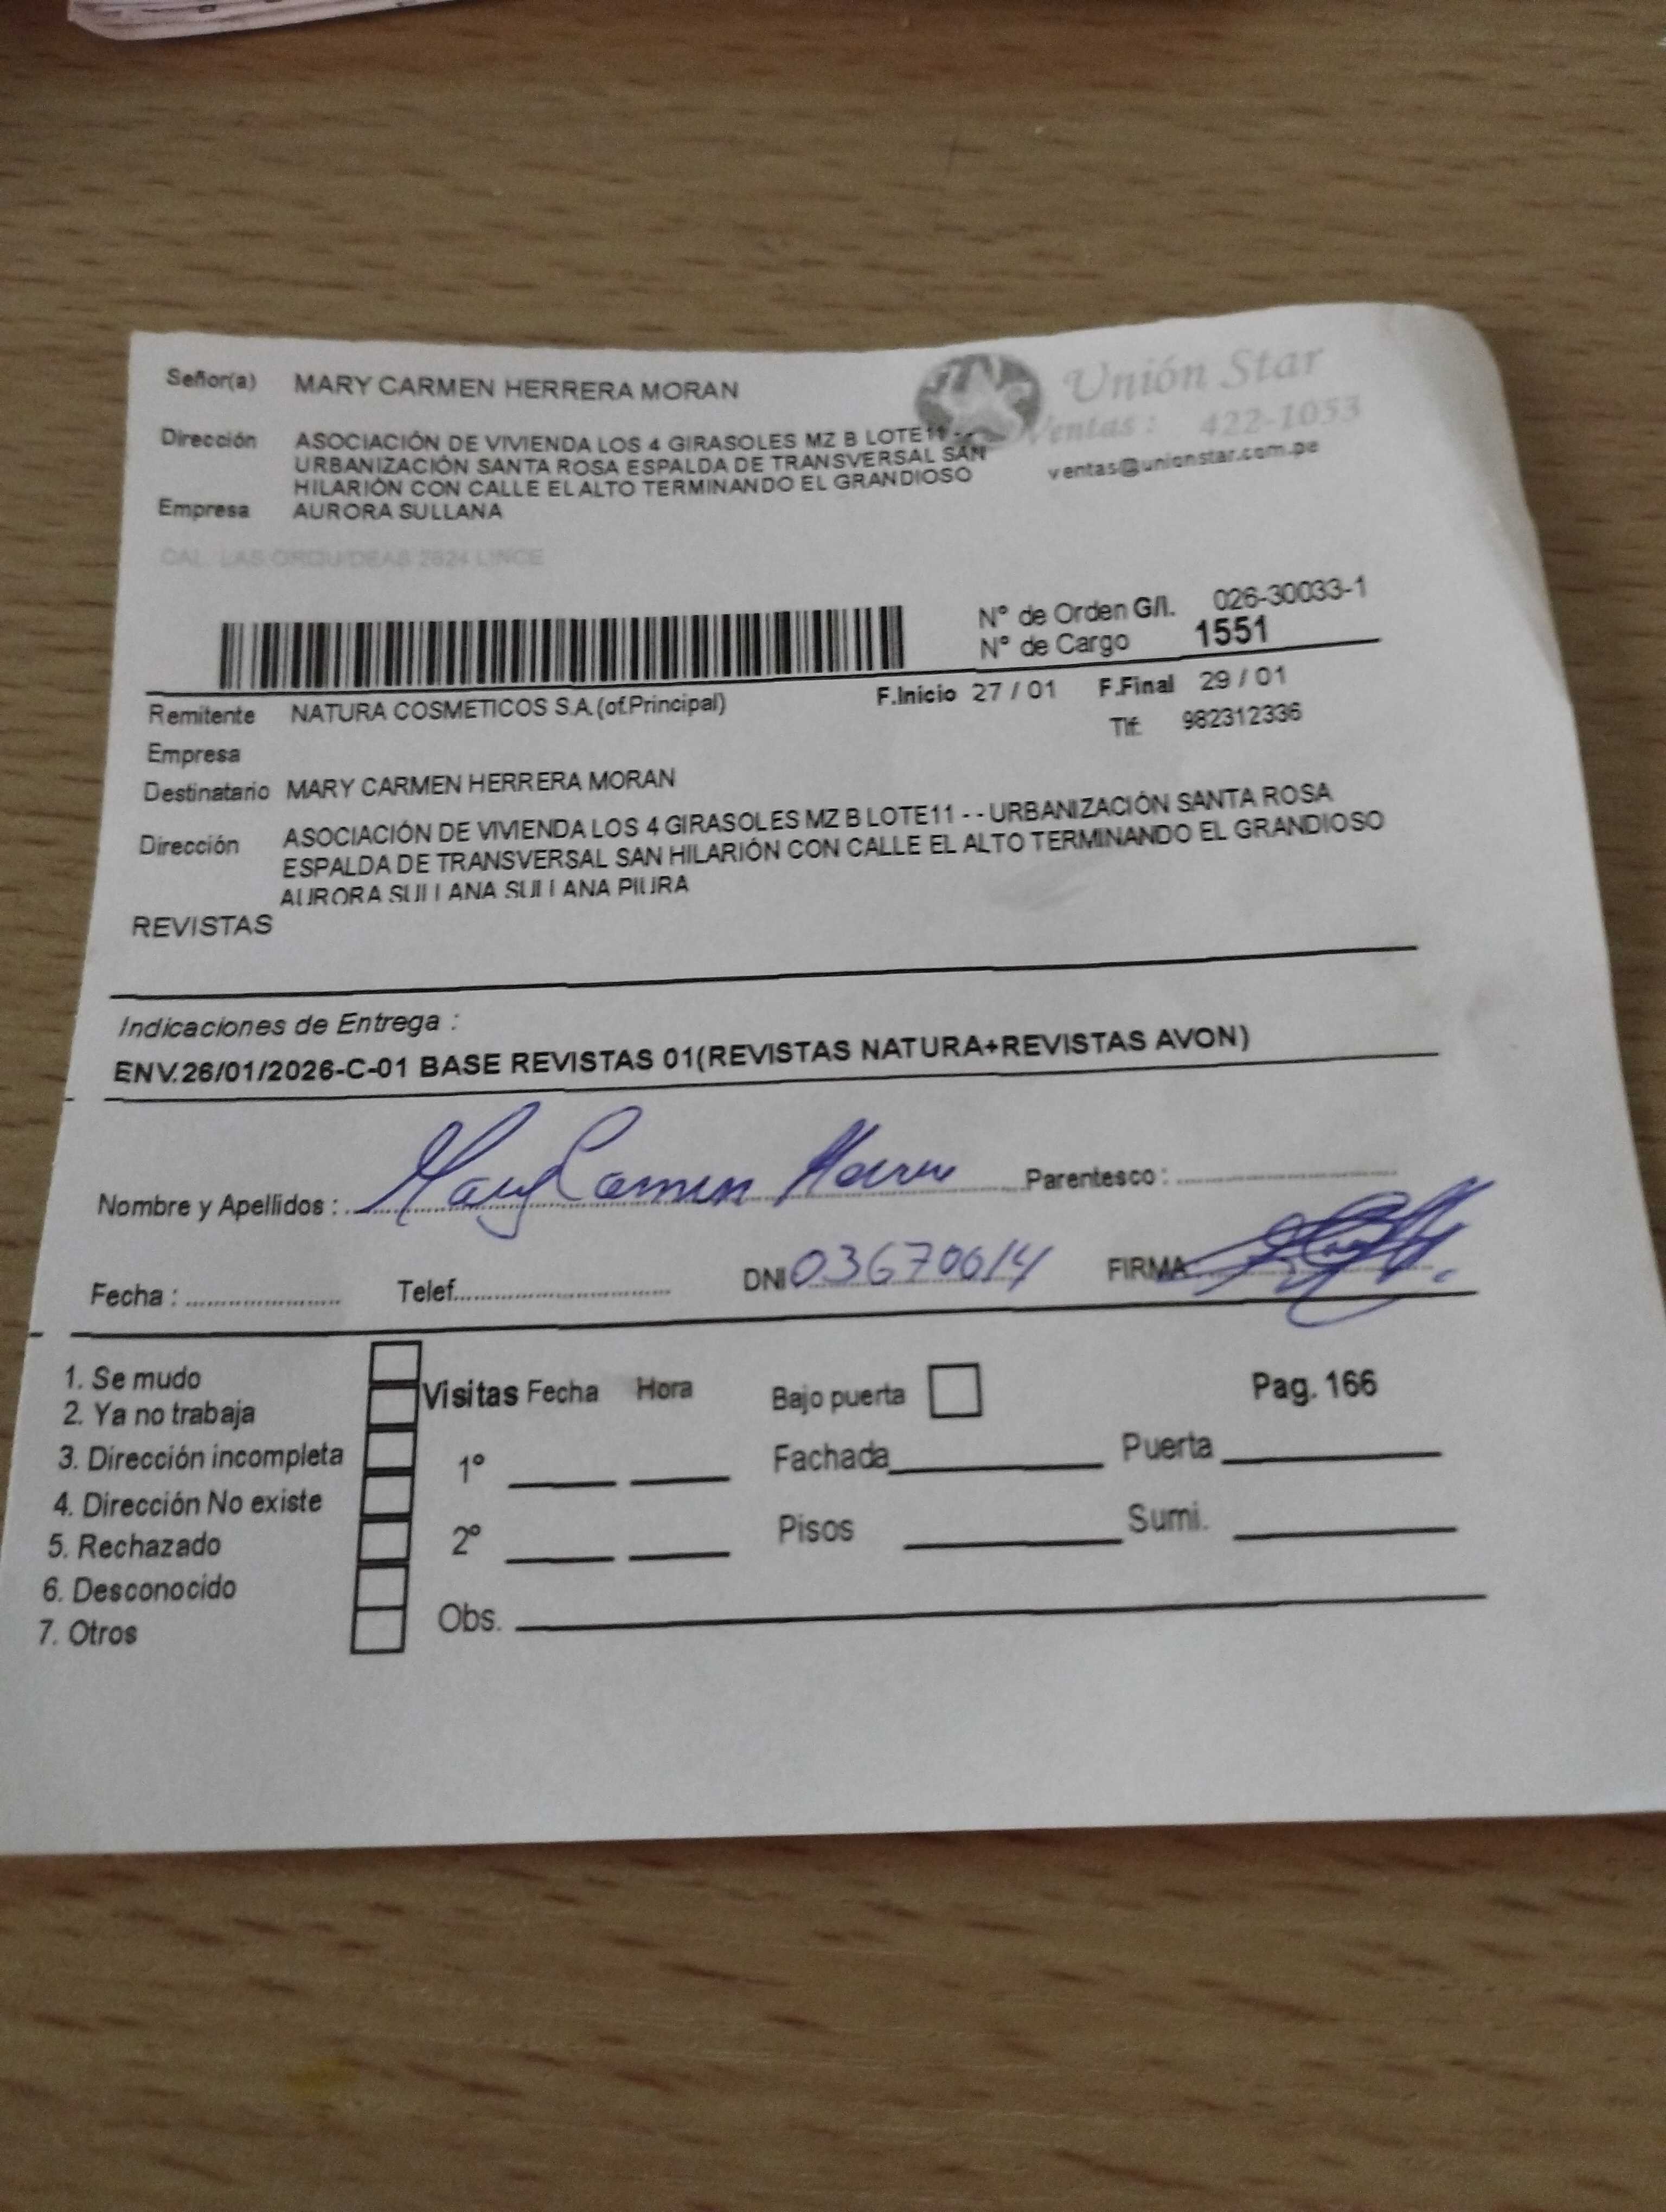 Señor(a) MARY CARMEN HERRERA MORAN
Unión Star
Ventas : 422-1053
ventas@unionstar.com.pe
Dirección ASOCIACIÓN DE VIVIENDA LOS 4 GIRASOLES MZ B LOTE11 - -
URBANIZACIÓN SANTA ROSA ESPALDA DE TRANSVERSAL SAN
HILARIÓN CON CALLE EL ALTO TERMINANDO EL GRANDIOSO
Empresa AURORA SULLANA
CAL. LAS ORQUIDEAS 2624 LINCE
Nº de Orden G/I. 026-30033-1
Nº de Cargo 1551
Remitente NATURA COSMETICOS S.A.(of.Principal) F.Inicio 27 / 01 F.Final 29 / 01
Empresa Tlf: 982312336
Destinatario MARY CARMEN HERRERA MORAN
Dirección ASOCIACIÓN DE VIVIENDA LOS 4 GIRASOLES MZ B LOTE11 - - URBANIZACIÓN SANTA ROSA
ESPALDA DE TRANSVERSAL SAN HILARIÓN CON CALLE EL ALTO TERMINANDO EL GRANDIOSO
AURORA SULLANA SULLANA PIURA
REVISTAS
Indicaciones de Entrega :
ENV.26/01/2026-C-01 BASE REVISTAS 01(REVISTAS NATURA+REVISTAS AVON)
Nombre y Apellidos : Mary Carmen Parentesco :
Fecha : Telef. DNI 03670614 FIRMA
1. Se mudo
2. Ya no trabaja
3. Dirección incompleta
4. Dirección No existe
5. Rechazado
6. Desconocido
7. Otros
Visitas Fecha Hora Bajo puerta Pag. 166
1º Fachada Puerta
2º Pisos Sumi.
Obs.